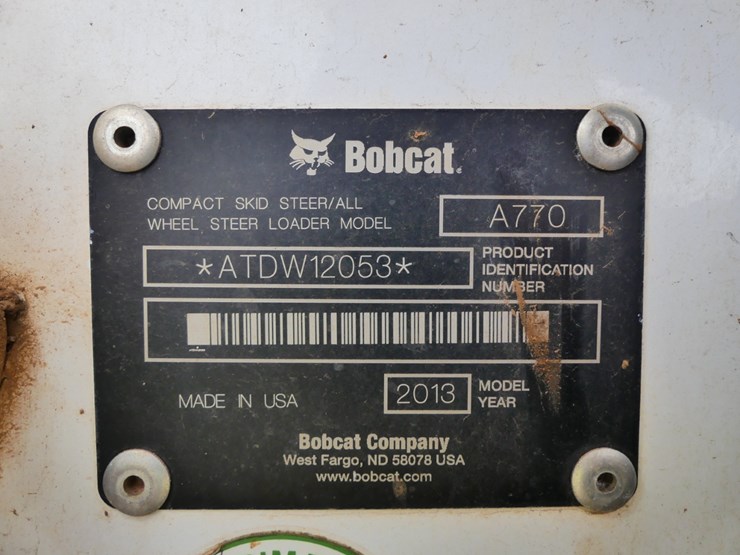 Bobcat.
COMPACT SKID STEER/ALL
WHEEL STEER LOADER MODEL
A770
*ATDW12053*
PRODUCT
IDENTIFICATION
NUMBER
MADE IN USA
2013
MODEL
YEAR
Bobcat Company
West Fargo, ND 58078 USA
www.bobcat.com